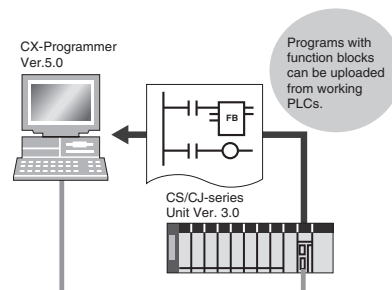 CX-Programmer
Ver.5.0
Programs with
function blocks
can be uploaded
from working
PLCs.
FB
CS/CJ-series
Unit Ver. 3.0